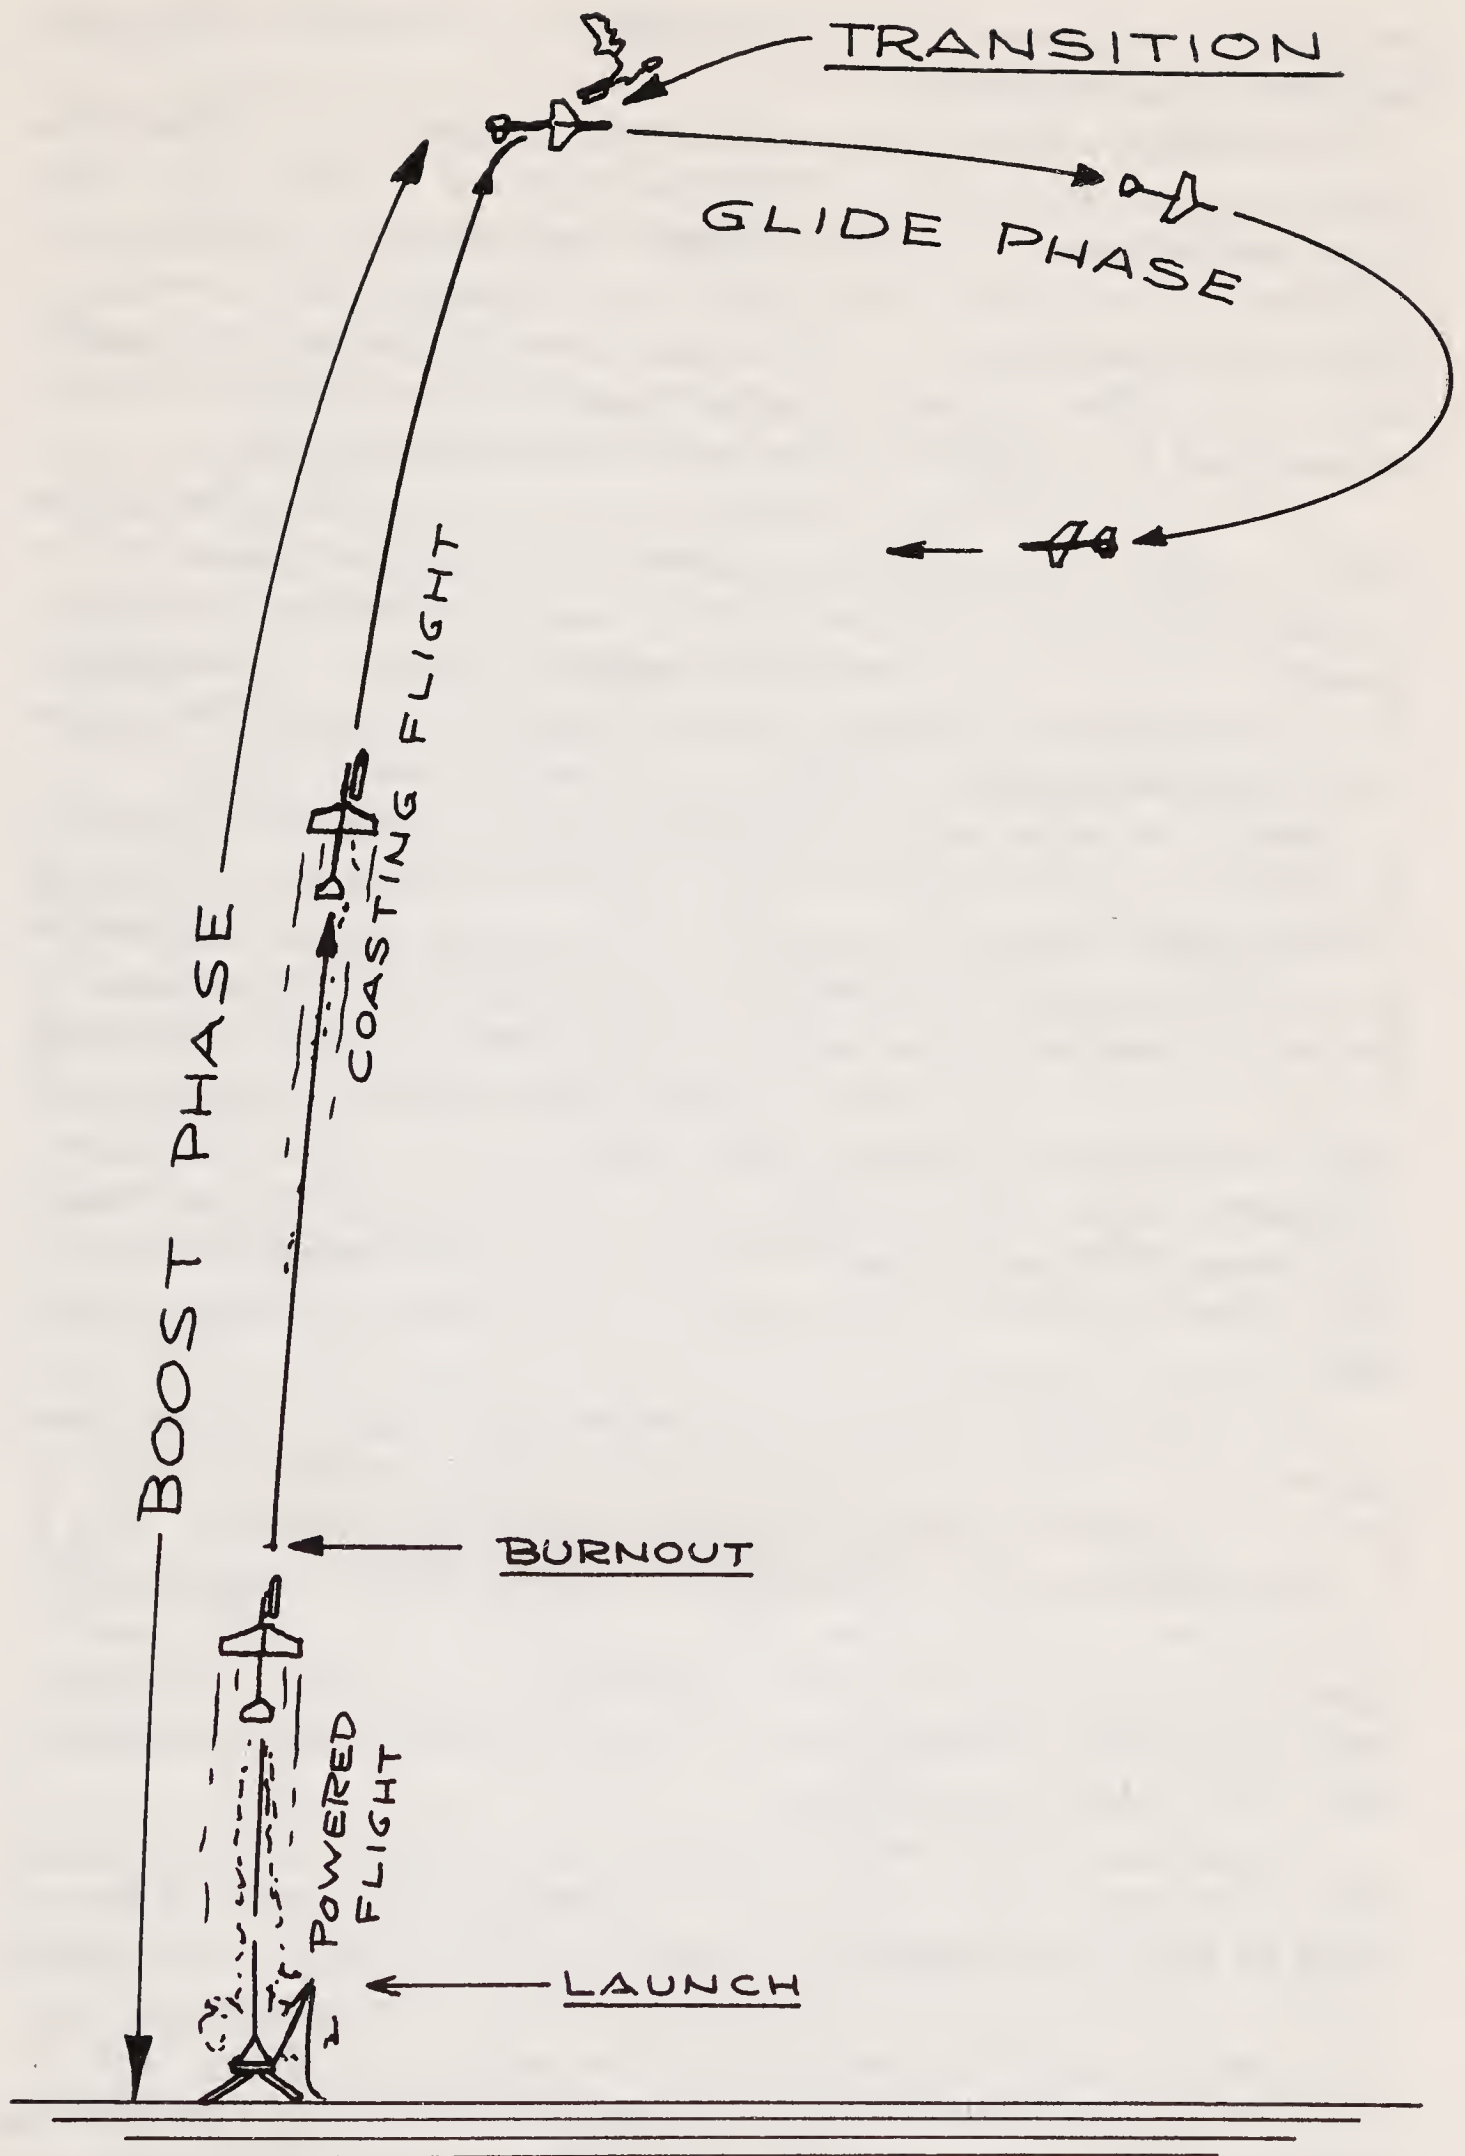 TRANSITION
GLIDE PHASE
COASTING FLIGHT
BOOST PHASE
BURNOUT
POWERED
FLIGHT
LAUNCH